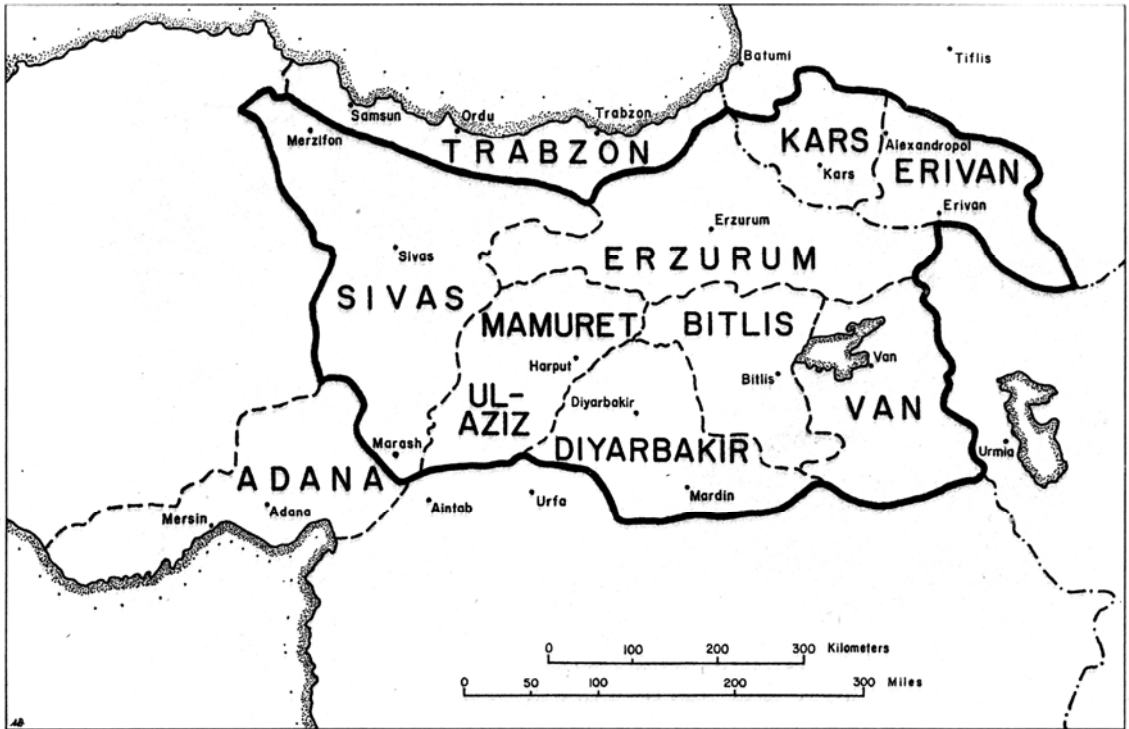 Batumi
Tiflis
Samsun
Ordu
Trabzon
Merzifon
TRABZON
KARS
Alexandropol
Kars
ERIVAN
Erivan
Erzurum
Sivas
ERZURUM
SIVAS
MAMURET
BITLIS
Harput
Van
Bitlis
UL-
AZIZ
Diyarbakir
VAN
Marash
DIYARBAKIR
Urmia
ADANA
Mardin
Aintab
Urfa
Mersin
Adana
0 100 200 300 Kilometers
0 50 100 200 300 Miles